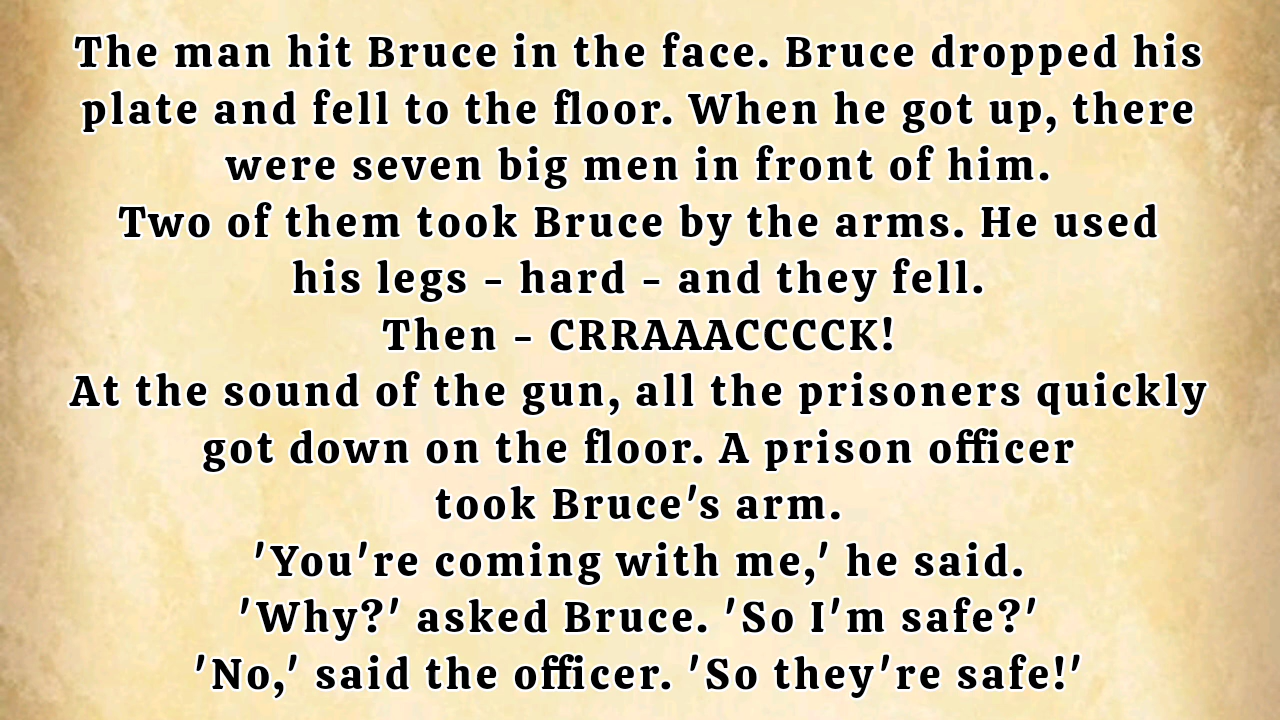 The man hit Bruce in the face. Bruce dropped his
plate and fell to the floor. When he got up, there
were seven big men in front of him.
Two of them took Bruce by the arms. He used
his legs - hard - and they fell.
Then - CRRAAACCCCK!
At the sound of the gun, all the prisoners quickly
got down on the floor. A prison officer
took Bruce's arm.
'You're coming with me,' he said.
'Why?' asked Bruce. 'So I'm safe?'
'No,' said the officer. 'So they're safe!'